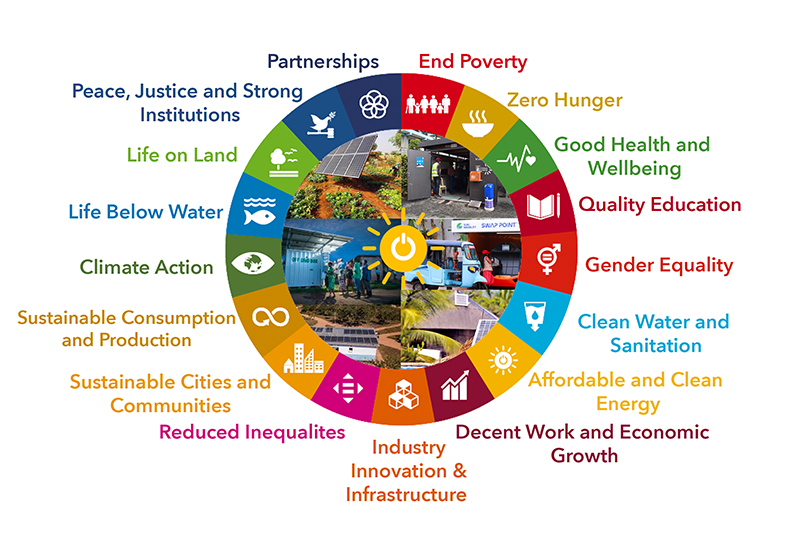 Partnerships
End Poverty
Peace, Justice and Strong
Institutions
Zero Hunger
Life on Land
Good Health and
Wellbeing
Life Below Water
Quality Education
SWAP POINT
Climate Action
Gender Equality
Sustainable Consumption
and Production
Clean Water and
Sanitation
Sustainable Cities and
Communities
Affordable and Clean
Energy
Reduced Inequalites
Decent Work and Economic
Growth
Industry
Innovation &
Infrastructure